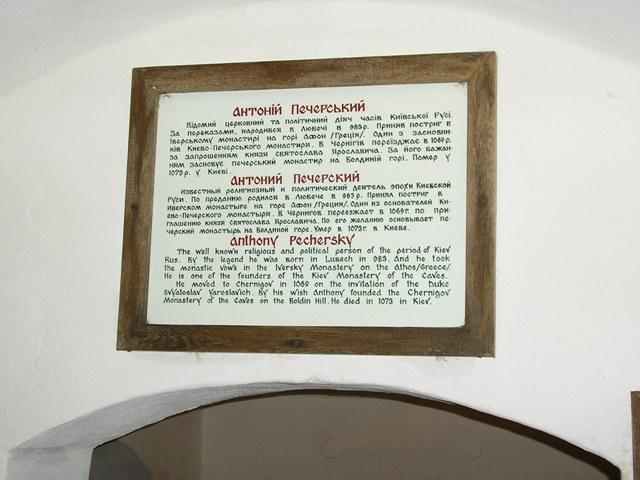 Антоній Печерський
Відомий церковний та політичний діяч часів Київської Русі.
За переказами, народився в Любечі в 983р. Приняв постриг в
Іверському монастирі на горі Афон /Греція/. Один з засновни-
ків Києво-Печерського монастиря. В Чернігів переїзджає в 1069р.
за запрошенням князя Святослава Ярославича. За його бажан-
ням засновує печерський монастир на Болдиній горі. Помер у
1073р. у Києві.
Антоний Печерский
Известный религиозный и политический деятель эпохи Киевской
Руси. По преданию родился в Любече в 983р. Принял постриг в
Иверском монастыре на горе Афон /Греция/. Один из основателей Ки-
ево-Печерского монастыря. В Чернигов переезжает в 1069г. по при-
глашению князя Святослава Ярославича. По его желанию основывает пе-
черский монастырь на Болдиной горе. Умер в 1073г. в Киеве.
Anthony Pechersky
The well known religious and political person of the period of Kiev
Rus. By the legend he was born in Lubech in 983. And he took
the monastic vows in the Iversky Monastery on the Athos/Greece/.
He is one of the founders of the Kiev Monastery of the Caves.
He moved to Chernigov in 1069 on the invitation of the Duke
Svyatoslav Yaroslavich. By his wish Anthony founded the Chernigov
Monastery of the Caves on the Boldin Hill. He died in 1073 in Kiev.